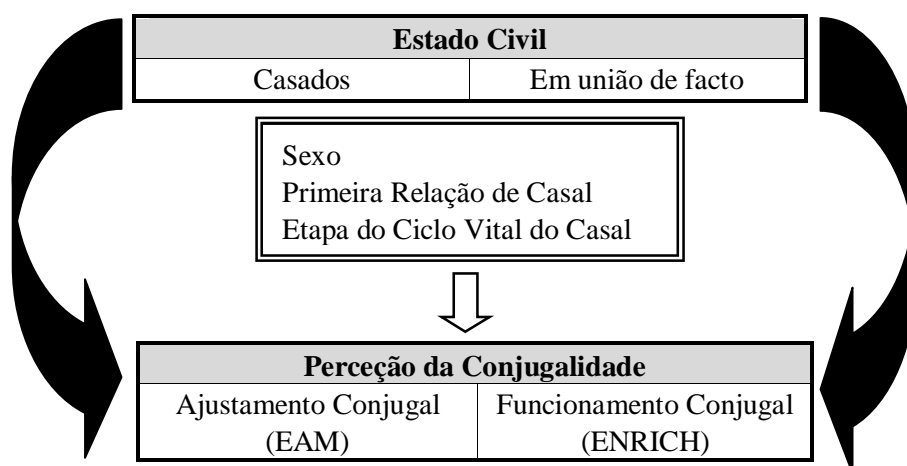 Estado Civil
Casados
Em união de facto
Sexo
Primeira Relação de Casal
Etapa do Ciclo Vital do Casal
Perceção da Conjugalidade
Ajustamento Conjugal
(EAM)
Funcionamento Conjugal
(ENRICH)